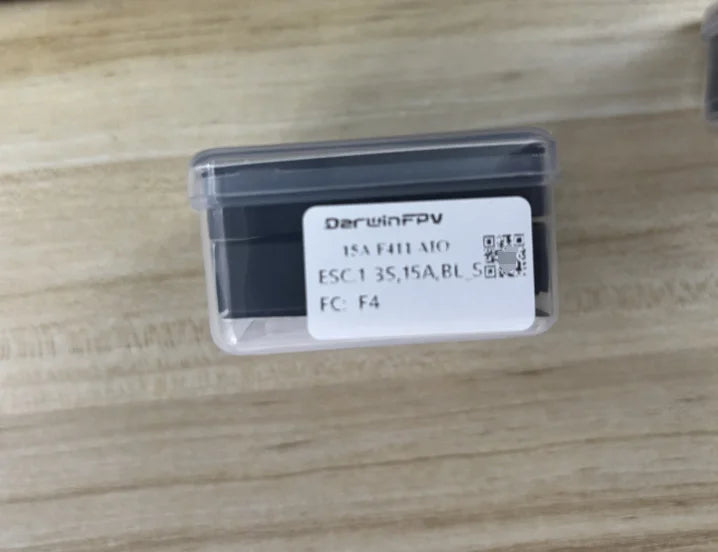 DarwinFPV
15A F411 AIO
ESC:1 3S,15A,BL_S
FC: F4